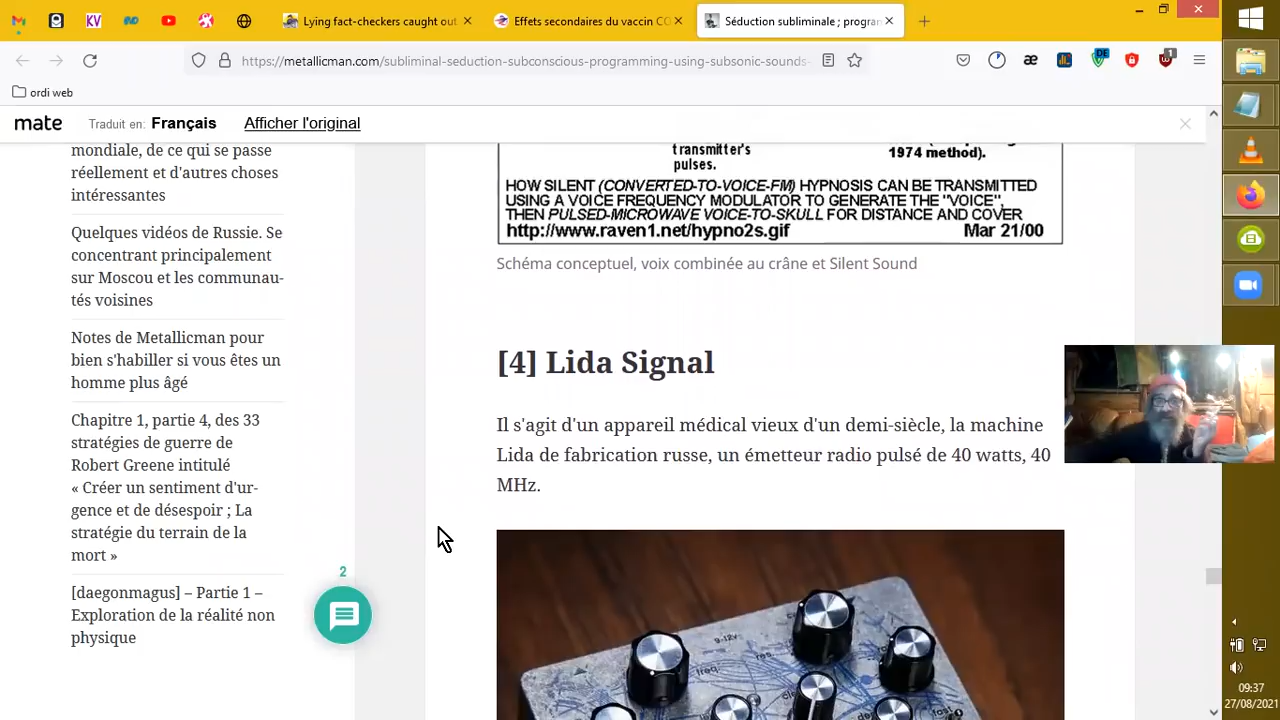 Lying fact-checkers caught out
Effets secondaires du vaccin CO
Séduction subliminale ; progran
https://metallicman.com/subliminal-seduction-subconscious-programming-using-subsonic-sounds-
ordi web
mate
Traduit en: Français
Afficher l'original
mondiale, de ce qui se passe
réellement et d'autres choses
intéressantes
Quelques vidéos de Russie. Se
concentrant principalement
sur Moscou et les communau-
tés voisines
Notes de Metallicman pour
bien s'habiller si vous êtes un
homme plus âgé
Chapitre 1, partie 4, des 33
stratégies de guerre de
Robert Greene intitulé
« Créer un sentiment d'ur-
gence et de désespoir ; La
stratégie du terrain de la
mort »
[daegonmagus] – Partie 1 –
Exploration de la réalité non
physique
2
transmitter's
pulses.
1974 method).
HOW SILENT (CONVERTED-TO-VOICE-FM) HYPNOSIS CAN BE TRANSMITTED
USING A VOICE FREQUENCY MODULATOR TO GENERATE THE "VOICE",
THEN PULSED-MICROWAVE VOICE-TO-SKULL FOR DISTANCE AND COVER
http://www.raven1.net/hypno2s.gif Mar 21/00
Schéma conceptuel, voix combinée au crâne et Silent Sound
[4] Lida Signal
Il s'agit d'un appareil médical vieux d'un demi-siècle, la machine
Lida de fabrication russe, un émetteur radio pulsé de 40 watts, 40
MHz.
9-12v
freq.
res.
KV
æ
DE
1
09:37
27/08/2021